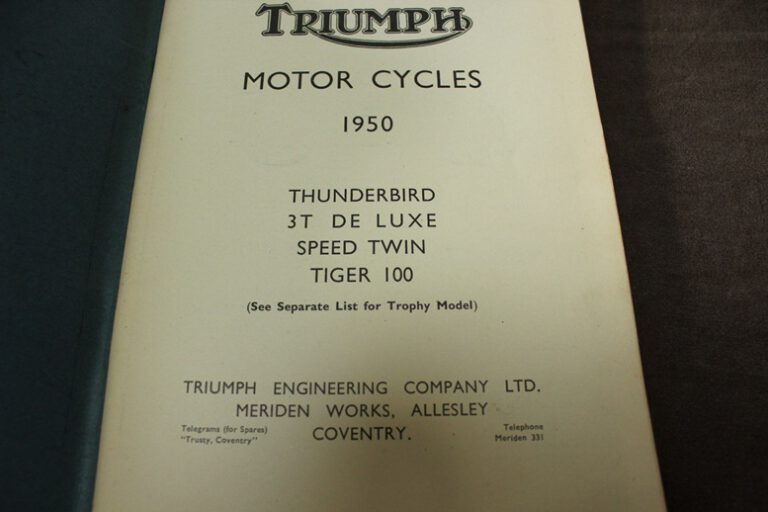 TRIUMPH
MOTOR CYCLES
1950
THUNDERBIRD
3T DE LUXE
SPEED TWIN
TIGER 100
(See Separate List for Trophy Model)
TRIUMPH ENGINEERING COMPANY LTD.
MERIDEN WORKS, ALLESLEY
COVENTRY.
Telegrams (for Spares)
"Trusty, Coventry"
Telephone
Meriden 331